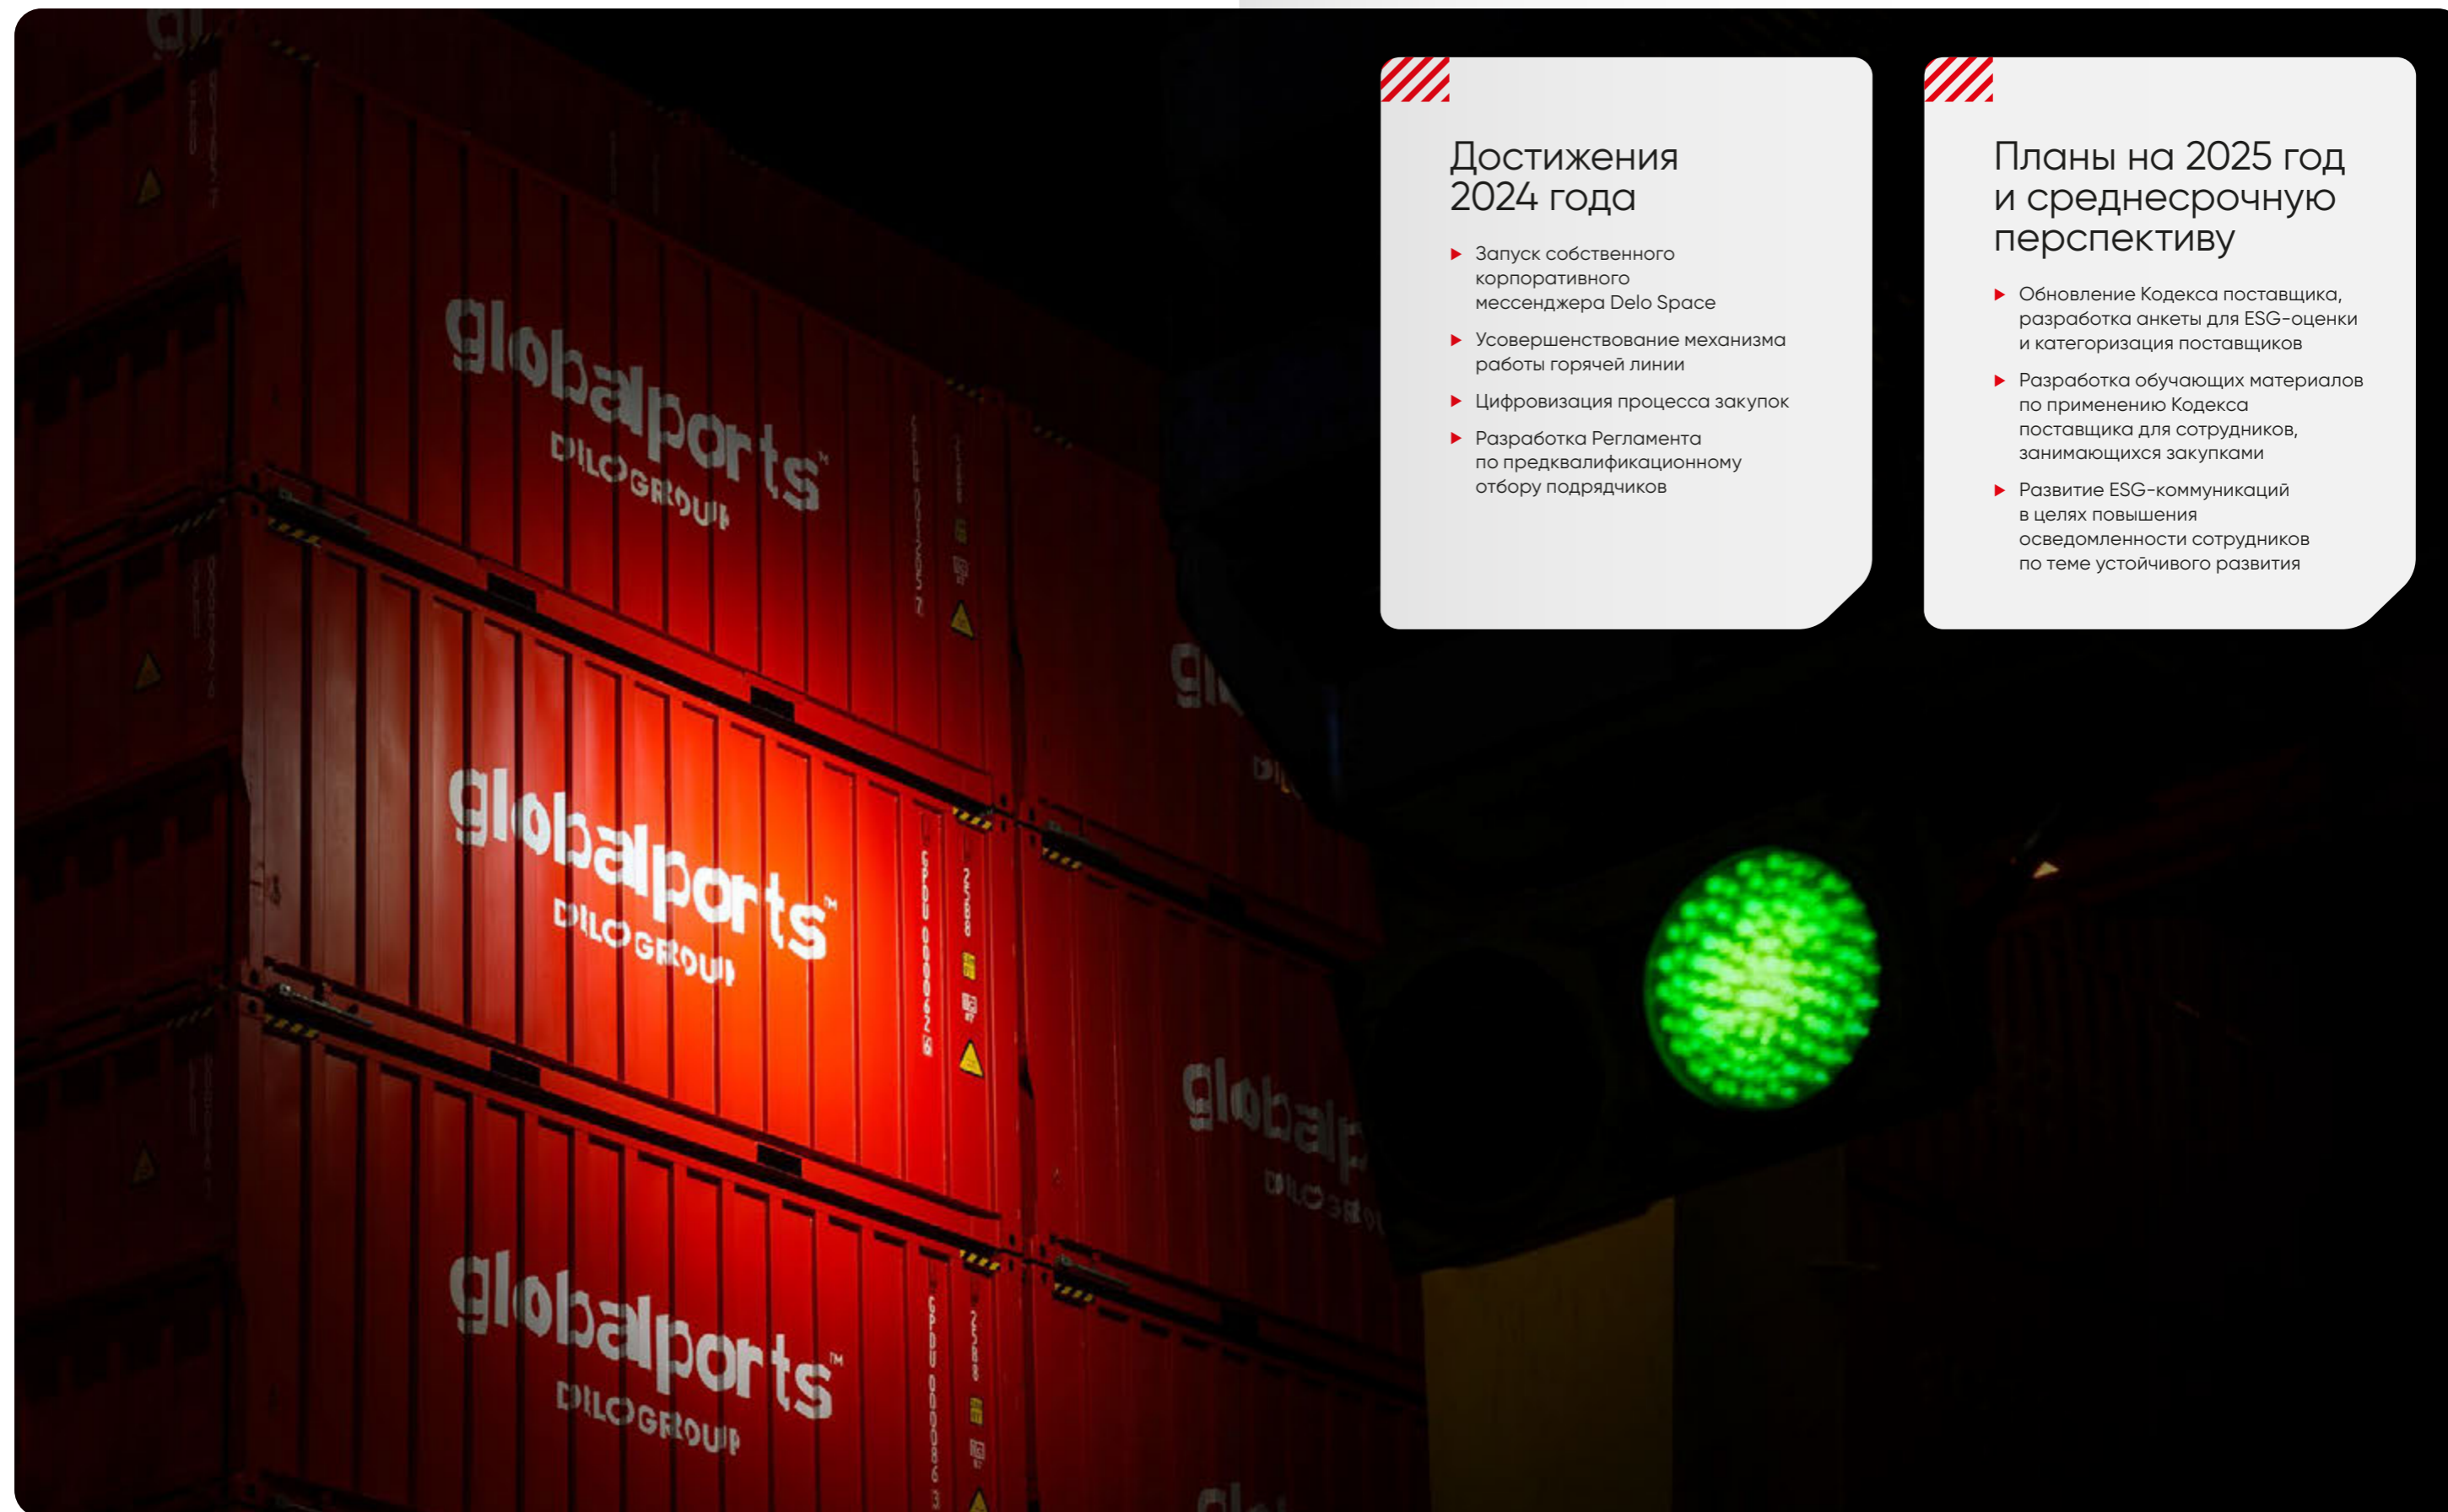 Достижения
2024 года
Запуск собственного
корпоративного
мессенджера Delo Space
Усовершенствование механизма
работы горячей линии
Цифровизация процесса закупок
Разработка Регламента
по предквалификационному
отбору подрядчиков
Планы на 2025 год
и среднесрочную
перспективу
Обновление Кодекса поставщика,
разработка анкеты для ESG-оценки
и категоризация поставщиков
Разработка обучающих материалов
по применению Кодекса
поставщика для сотрудников,
занимающихся закупками
Развитие ESG-коммуникаций
в целях повышения
осведомленности сотрудников
по теме устойчивого развития
globalports™
DELO GROUP
globalports™
DELO GROUP
globalports™
DELO GROUP